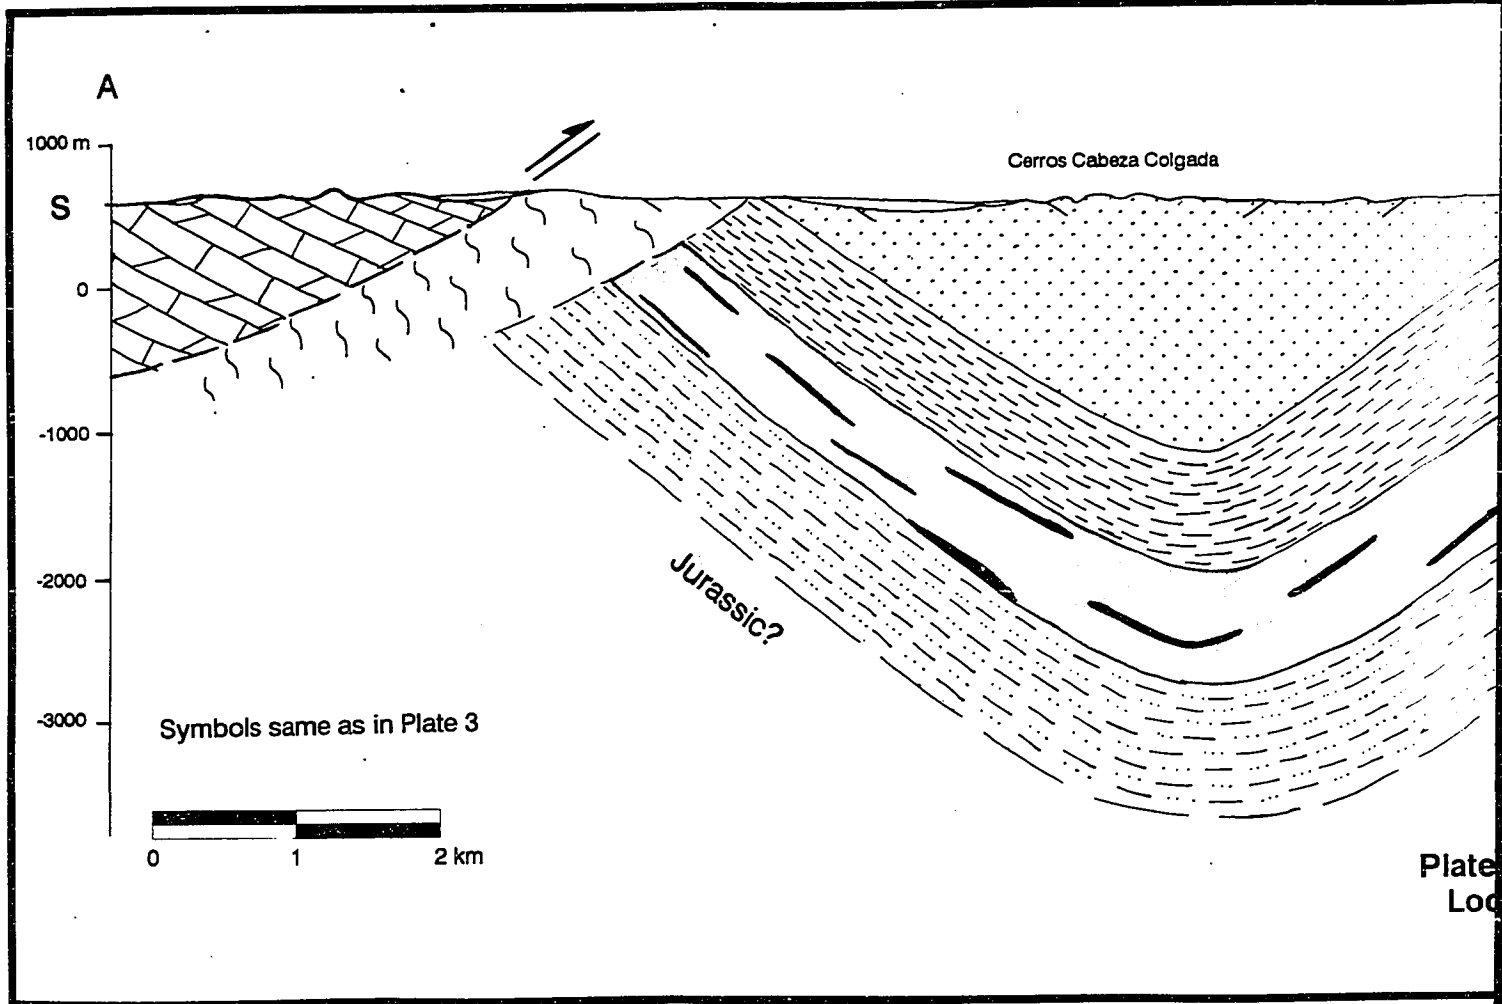 A
1000 m
S
0
-1000
-2000
-3000
Cerros Cabeza Colgada
Jurassic?
Symbols same as in Plate 3
0 1 2 km
Plate